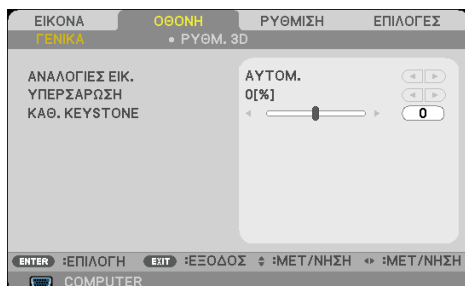 ΕΙΚΟΝΑ ΟΘΟΝΗ ΡΥΘΜΙΣΗ ΕΠΙΛΟΓΕΣ
ΓΕΝΙΚΑ • ΡΥΘΜ. 3D
ΑΝΑΛΟΓΙΕΣ ΕΙΚ. ΑΥΤΟΜ.
ΥΠΕΡΣΑΡΩΣΗ 0[%]
ΚΑΘ. KEYSTONE 0
ENTER :ΕΠΙΛΟΓΗ EXIT :ΕΞΟΔΟΣ :ΜΕΤ/ΝΗΣΗ :ΜΕΤ/ΝΗΣΗ
COMPUTER